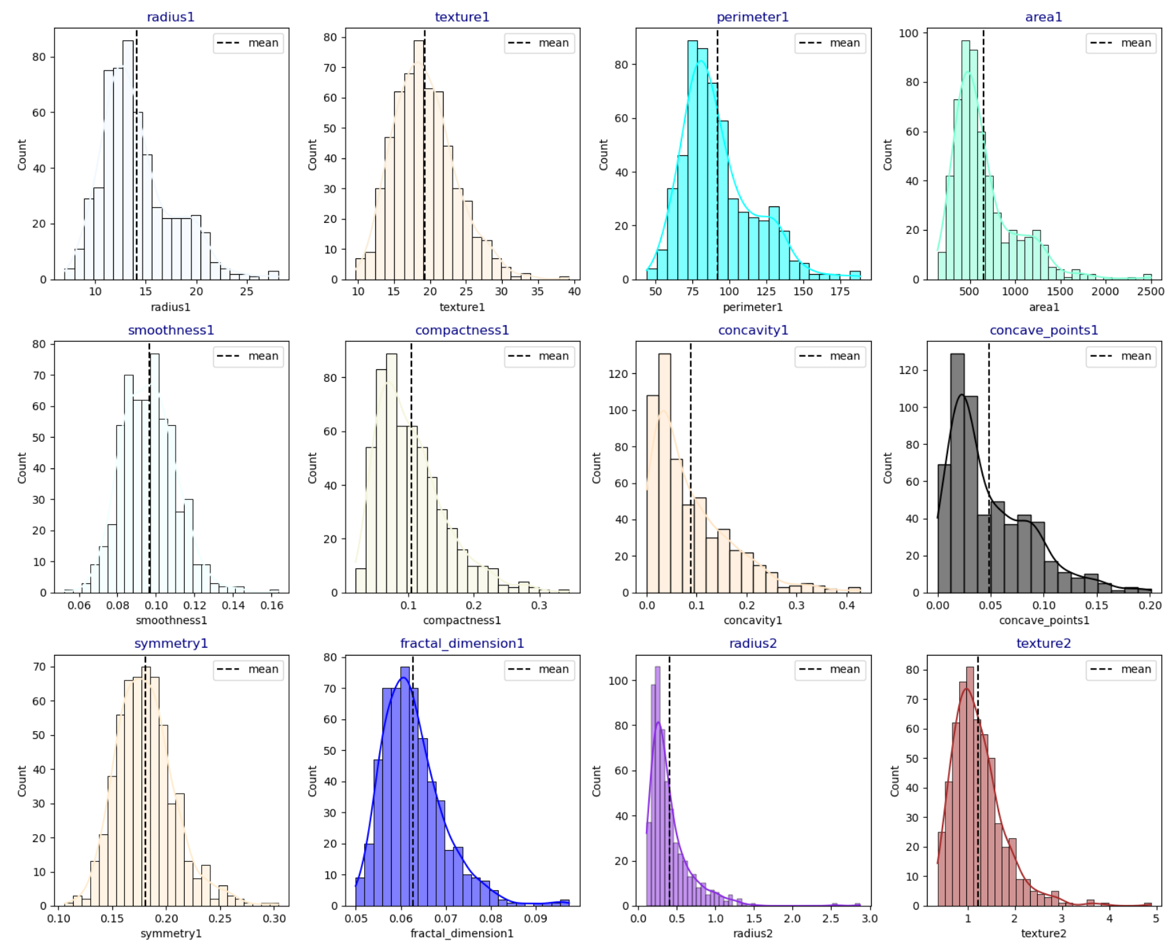 radius1
mean
80
60
40
20
0
Count
10 15 20 25
radius1
texture1
mean
80
70
60
50
40
30
20
10
0
Count
10 15 20 25 30 35 40
texture1
perimeter1
mean
80
60
40
20
0
Count
50 75 100 125 150 175
perimeter1
area1
mean
100
80
60
40
20
0
Count
500 1000 1500 2000 2500
area1
smoothness1
mean
80
70
60
50
40
30
20
10
0
Count
0.06 0.08 0.10 0.12 0.14 0.16
smoothness1
compactness1
mean
80
60
40
20
0
Count
0.1 0.2 0.3
compactness1
concavity1
mean
120
100
80
60
40
20
0
Count
0.0 0.1 0.2 0.3 0.4
concavity1
concave_points1
mean
120
100
80
60
40
20
0
Count
0.00 0.05 0.10 0.15 0.20
concave_points1
symmetry1
mean
70
60
50
40
30
20
10
0
Count
0.10 0.15 0.20 0.25 0.30
symmetry1
fractal_dimension1
mean
80
70
60
50
40
30
20
10
0
Count
0.05 0.06 0.07 0.08 0.09
fractal_dimension1
radius2
mean
100
80
60
40
20
0
Count
0.0 0.5 1.0 1.5 2.0 2.5 3.0
radius2
texture2
mean
80
70
60
50
40
30
20
10
0
Count
1 2 3 4 5
texture2